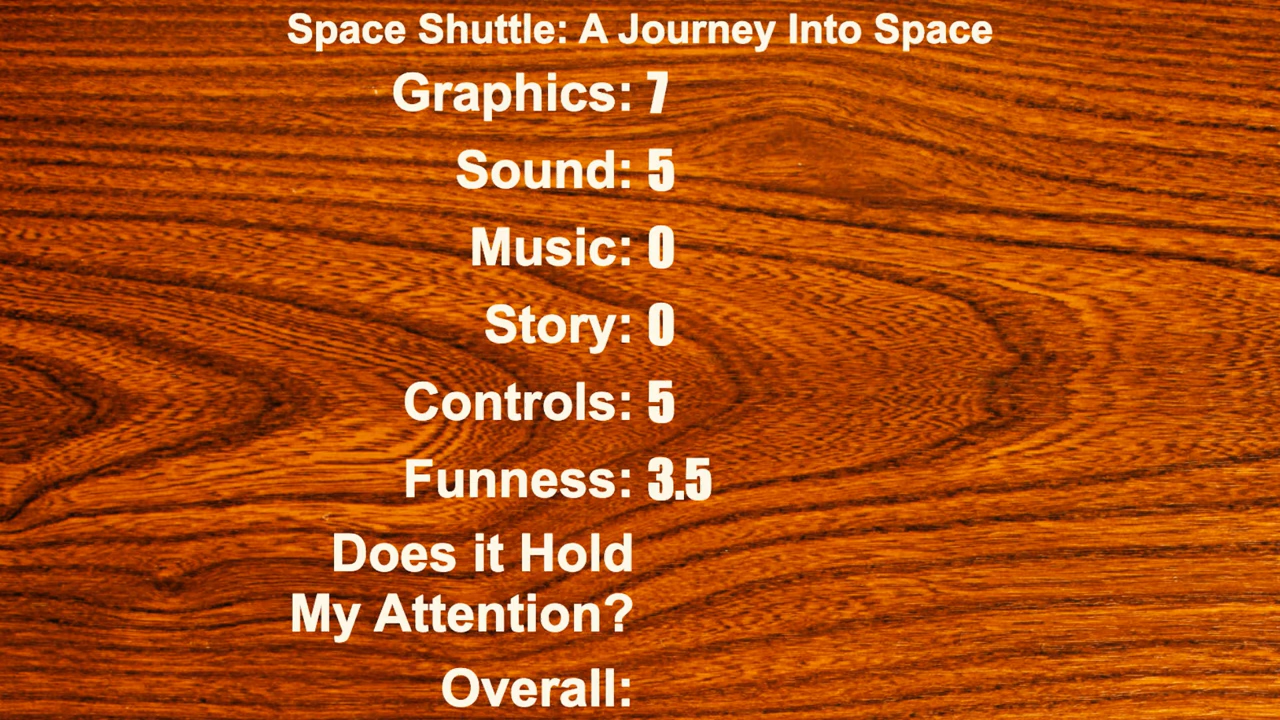 Space Shuttle: A Journey Into Space
Graphics: 7
Sound: 5
Music: 0
Story: 0
Controls: 5
Funness: 3.5
Does it Hold
My Attention?
Overall: